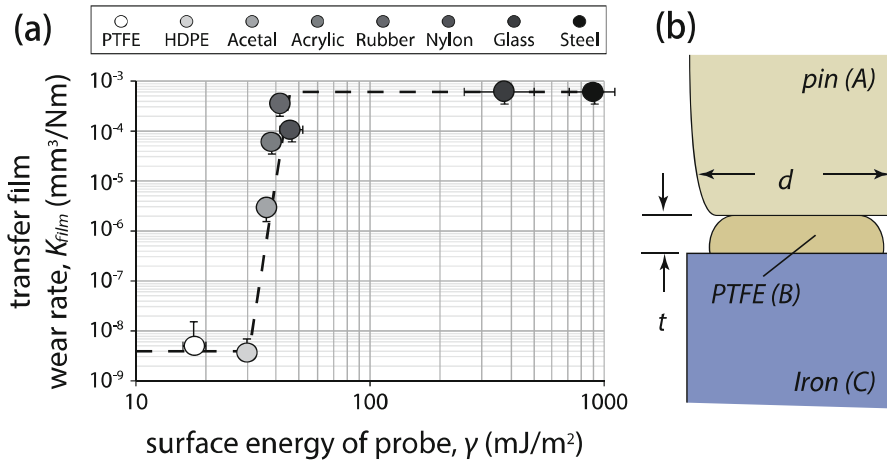 (a)
PTFE HDPE Acetal Acrylic Rubber Nylon Glass Steel
transfer film
wear rate, K_film (mm³/Nm)
10⁻³
10⁻⁴
10⁻⁵
10⁻⁶
10⁻⁷
10⁻⁸
10⁻⁹
10 100 1000
surface energy of probe, γ (mJ/m²)
(b)
pin (A)
d
t
PTFE (B)
Iron (C)